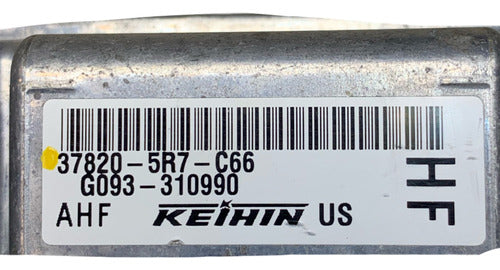 37820-5R7-C66
G093-310990
AHF KEIHIN US
HF